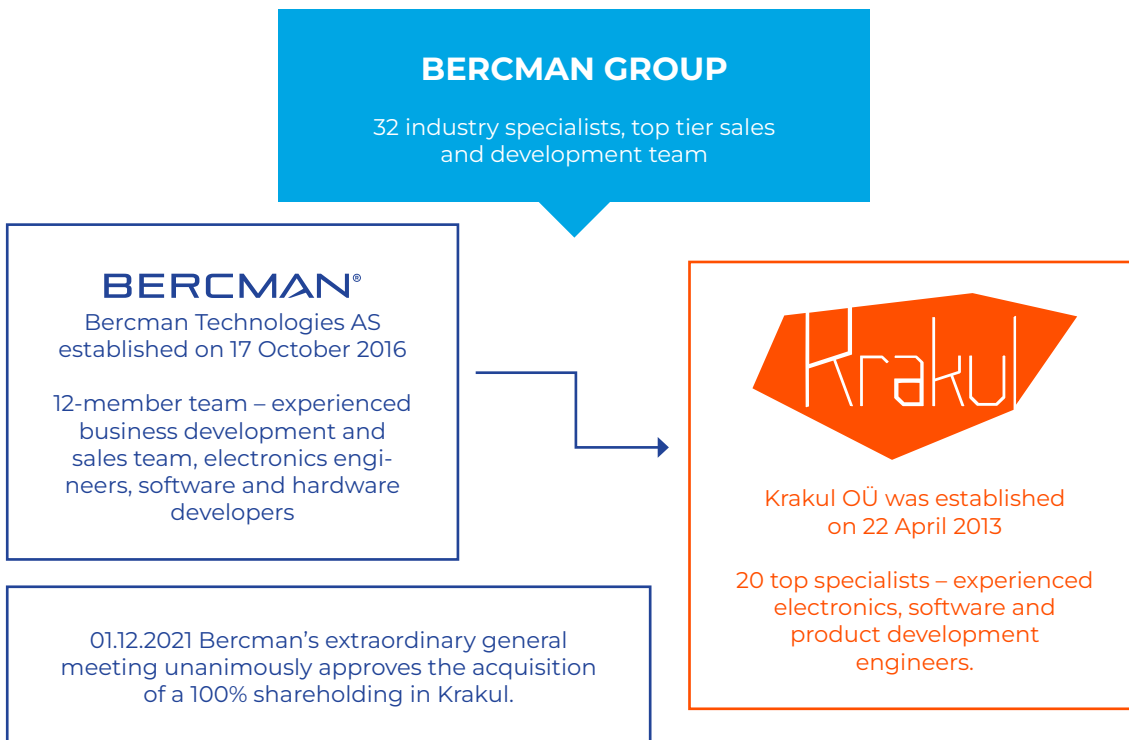 BERCMAN GROUP
32 industry specialists, top tier sales
and development team
BERCMAN®
Bercman Technologies AS
established on 17 October 2016
12-member team – experienced
business development and
sales team, electronics engi-
neers, software and hardware
developers
Krakul
Krakul OÜ was established
on 22 April 2013
20 top specialists – experienced
electronics, software and
product development
engineers.
01.12.2021 Bercman’s extraordinary general
meeting unanimously approves the acquisition
of a 100% shareholding in Krakul.